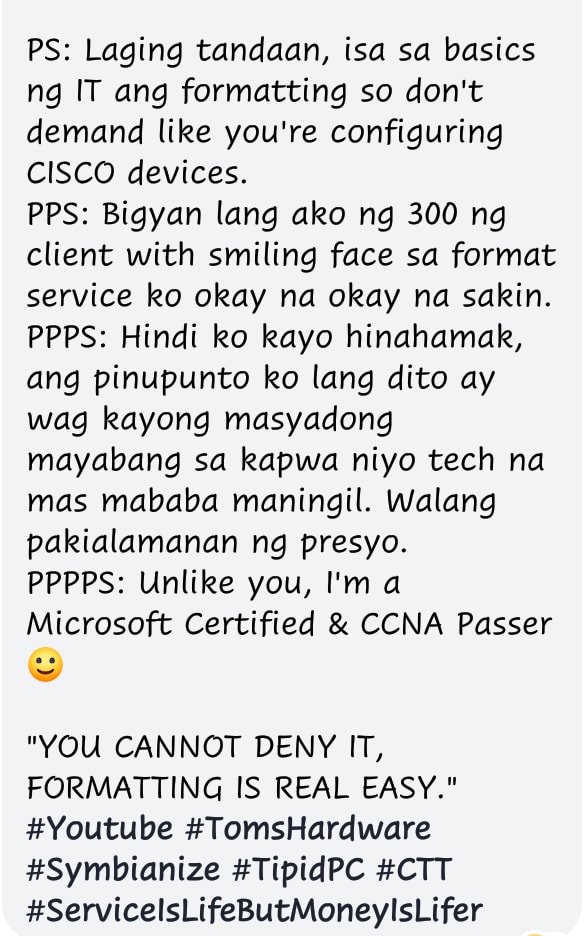 PS: Laging tandaan, isa sa basics
ng IT ang formatting so don't
demand like you're configuring
CISCO devices.
PPS: Bigyan lang ako ng 300 ng
client with smiling face sa format
service ko okay na okay na sakin.
PPPS: Hindi ko kayo hinahamak,
ang pinupunto ko lang dito ay
wag kayong masyadong
mayabang sa kapwa niyo tech na
mas mababa maningil. Walang
pakialamanan ng presyo.
PPPPS: Unlike you, I'm a
Microsoft Certified & CCNA Passer
🙂
"YOU CANNOT DENY IT,
FORMATTING IS REAL EASY."
#Youtube #TomsHardware
#Symbianize #TipidPC #CTT
#ServiceIsLifeButMoneyIsLifer